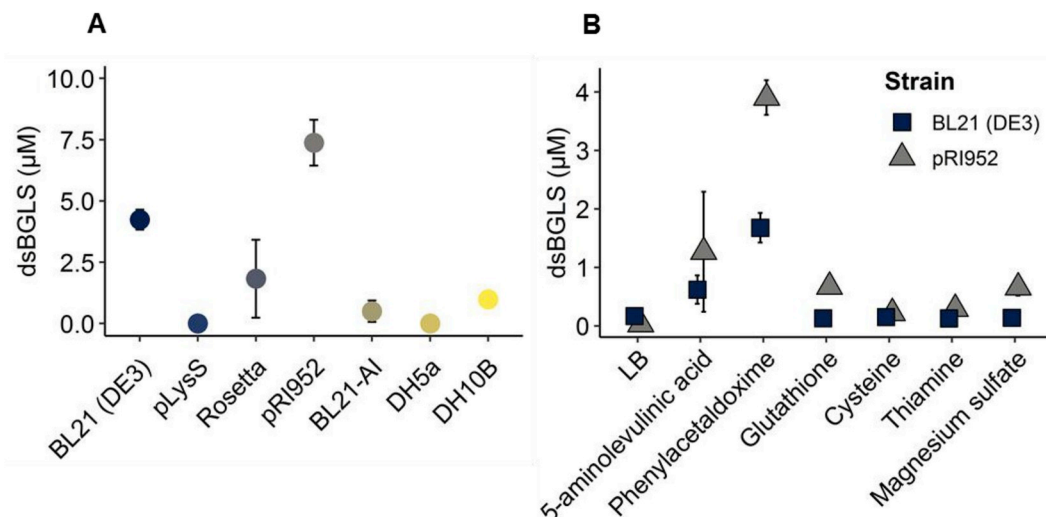 A
dsBGLS (µM)
10.0
7.5
5.0
2.5
0.0
BL21 (DE3)
pLysS
Rosetta
pRI952
BL21-AI
DH5a
DH10B
B
dsBGLS (µM)
4
3
2
1
0
Strain
BL21 (DE3)
pRI952
LB
5-aminolevulinic acid
Phenylacetaldoxime
Glutathione
Cysteine
Thiamine
Magnesium sulfate